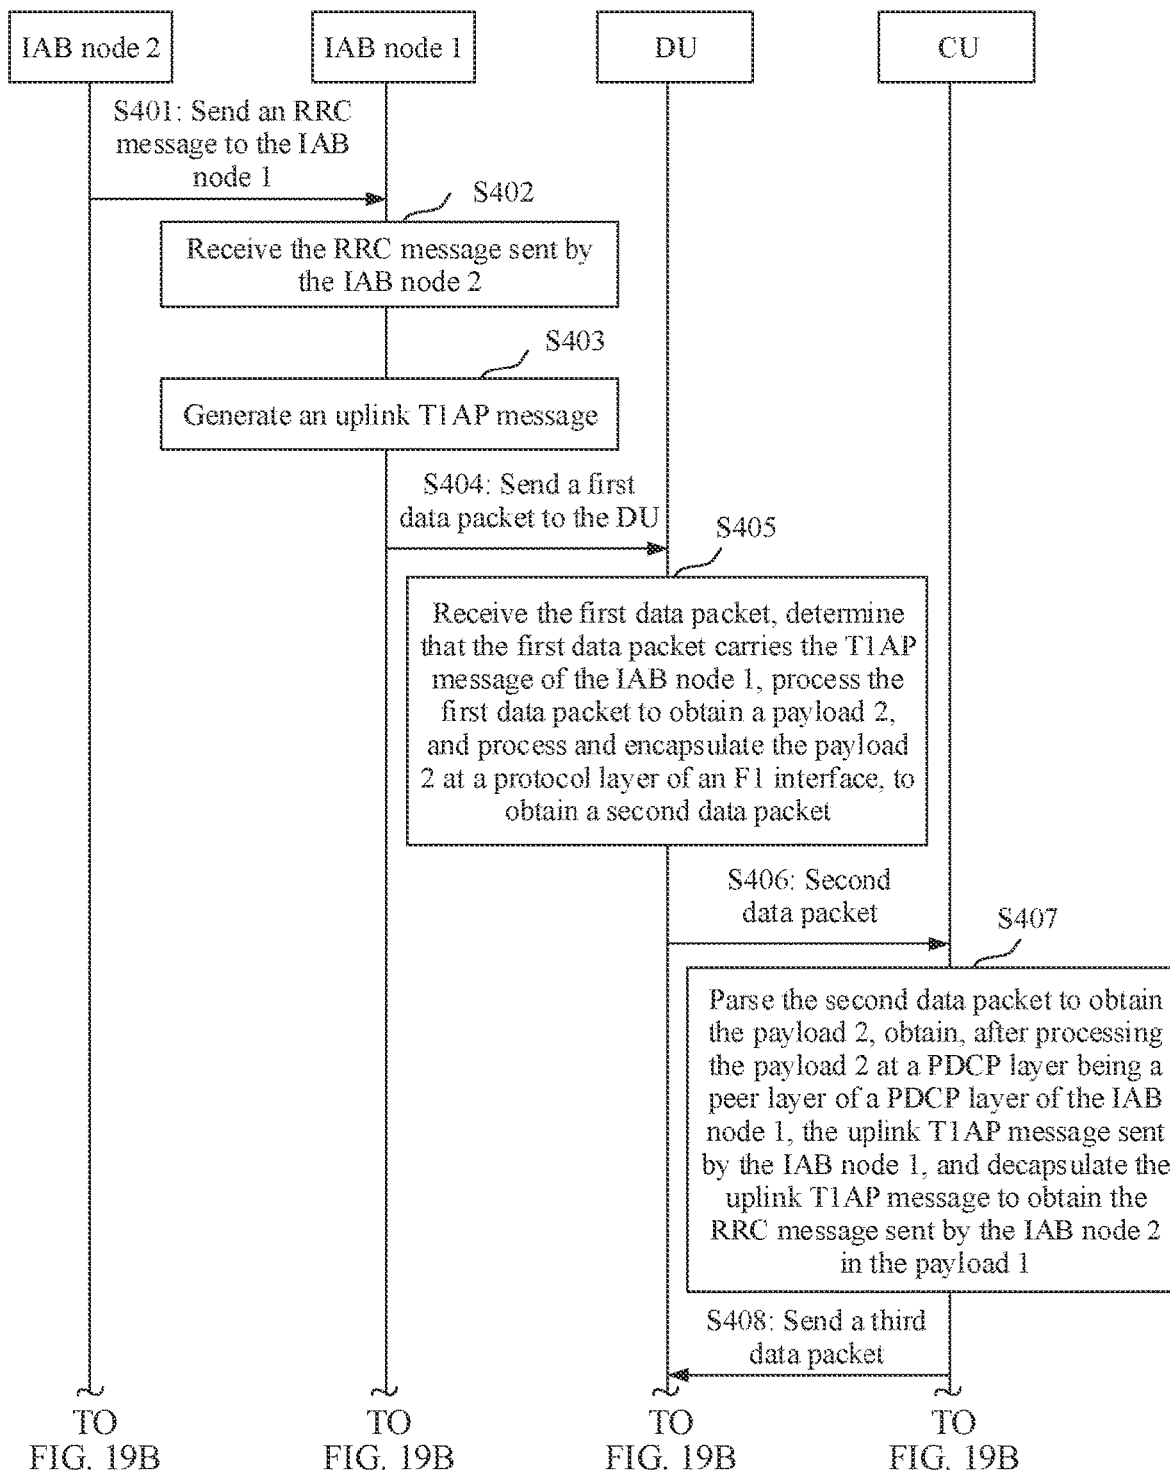 IAB node 2
IAB node 1
DU
CU
S401: Send an RRC
message to the IAB
node 1
S402
Receive the RRC message sent by
the IAB node 2
S403
Generate an uplink T1AP message
S404: Send a first
data packet to the DU
S405
Receive the first data packet, determine
that the first data packet carries the T1AP
message of the IAB node 1, process the
first data packet to obtain a payload 2,
and process and encapsulate the payload
2 at a protocol layer of an F1 interface, to
obtain a second data packet
S406: Second
data packet
S407
Parse the second data packet to obtain
the payload 2, obtain, after processing
the payload 2 at a PDCP layer being a
peer layer of a PDCP layer of the IAB
node 1, the uplink T1AP message sent
by the IAB node 1, and decapsulate the
uplink T1AP message to obtain the
RRC message sent by the IAB node 2
in the payload 1
S408: Send a third
data packet
TO
FIG. 19B
TO
FIG. 19B
TO
FIG. 19B
TO
FIG. 19B